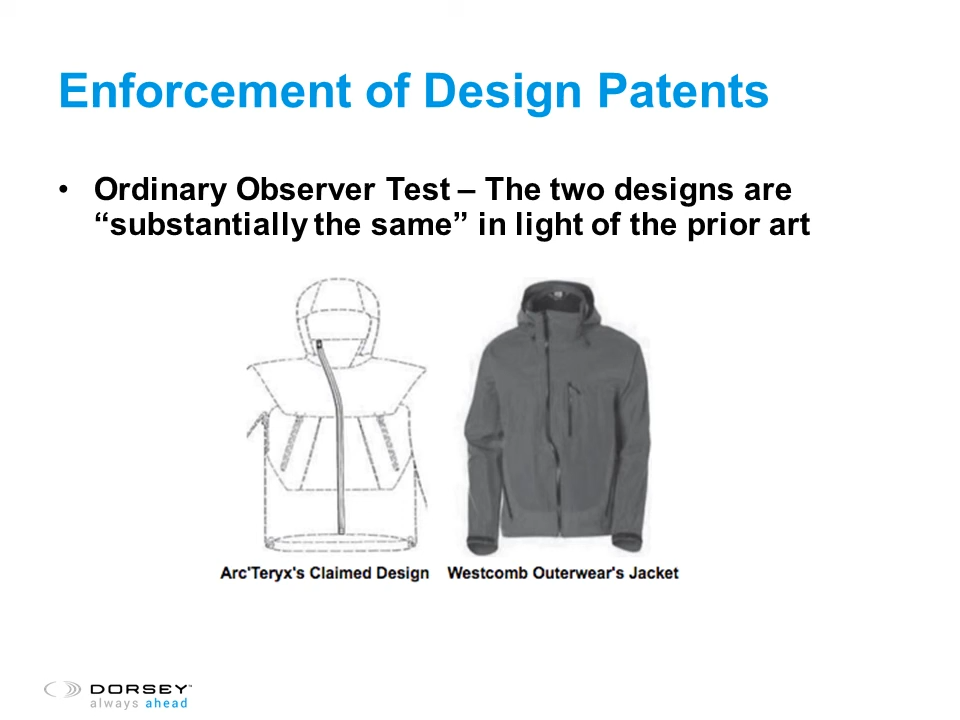 Enforcement of Design Patents
• Ordinary Observer Test – The two designs are
“substantially the same” in light of the prior art
Arc'Teryx's Claimed Design
Westcomb Outerwear's Jacket
DORSEY™
always ahead